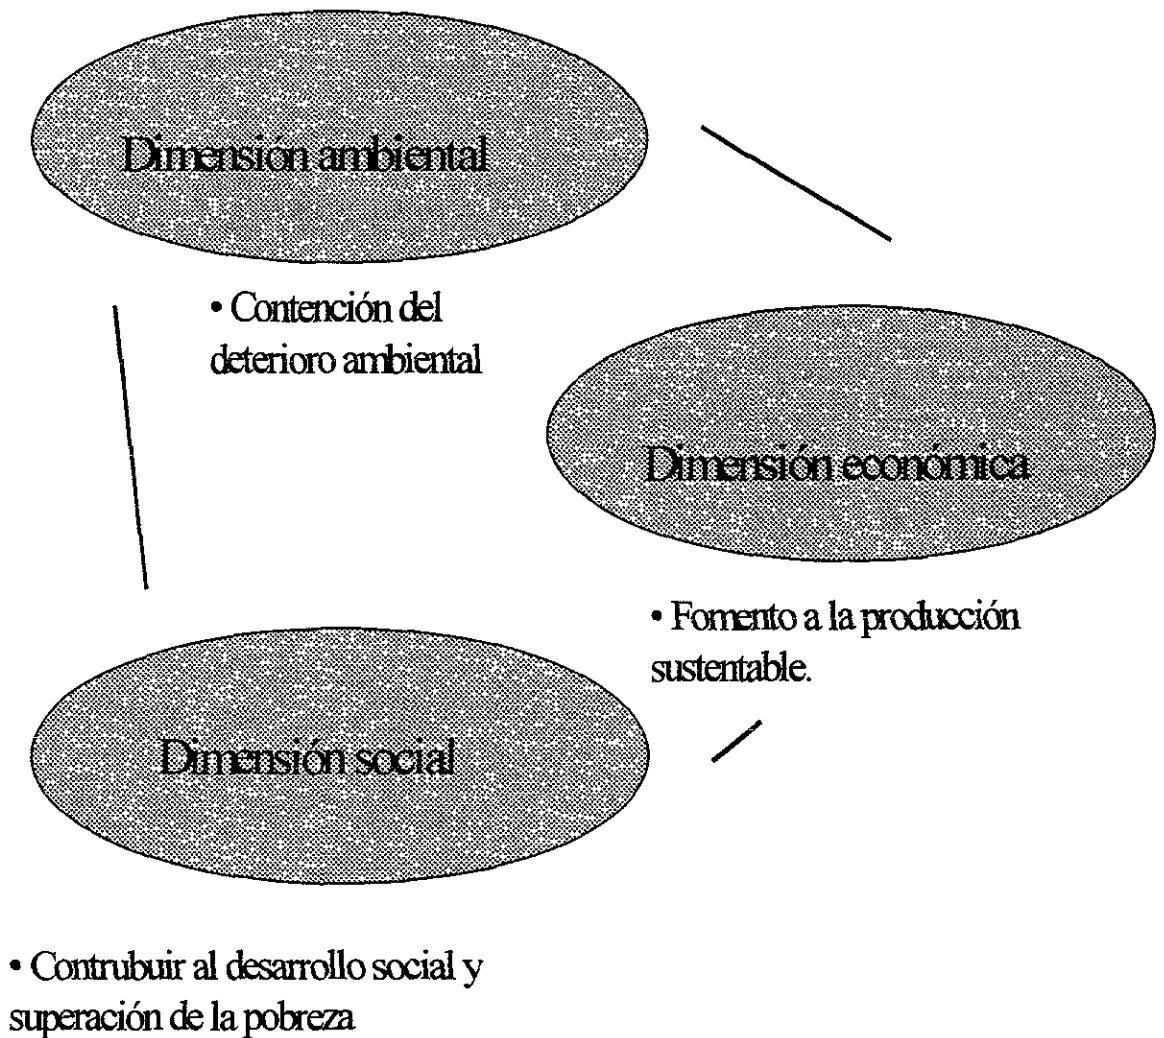 Dimensión ambiental
• Contención del
deterioro ambiental
Dimensión económica
• Fomento a la producción
sustentable.
Dimensión social
• Contrubuir al desarrollo social y
superación de la pobreza